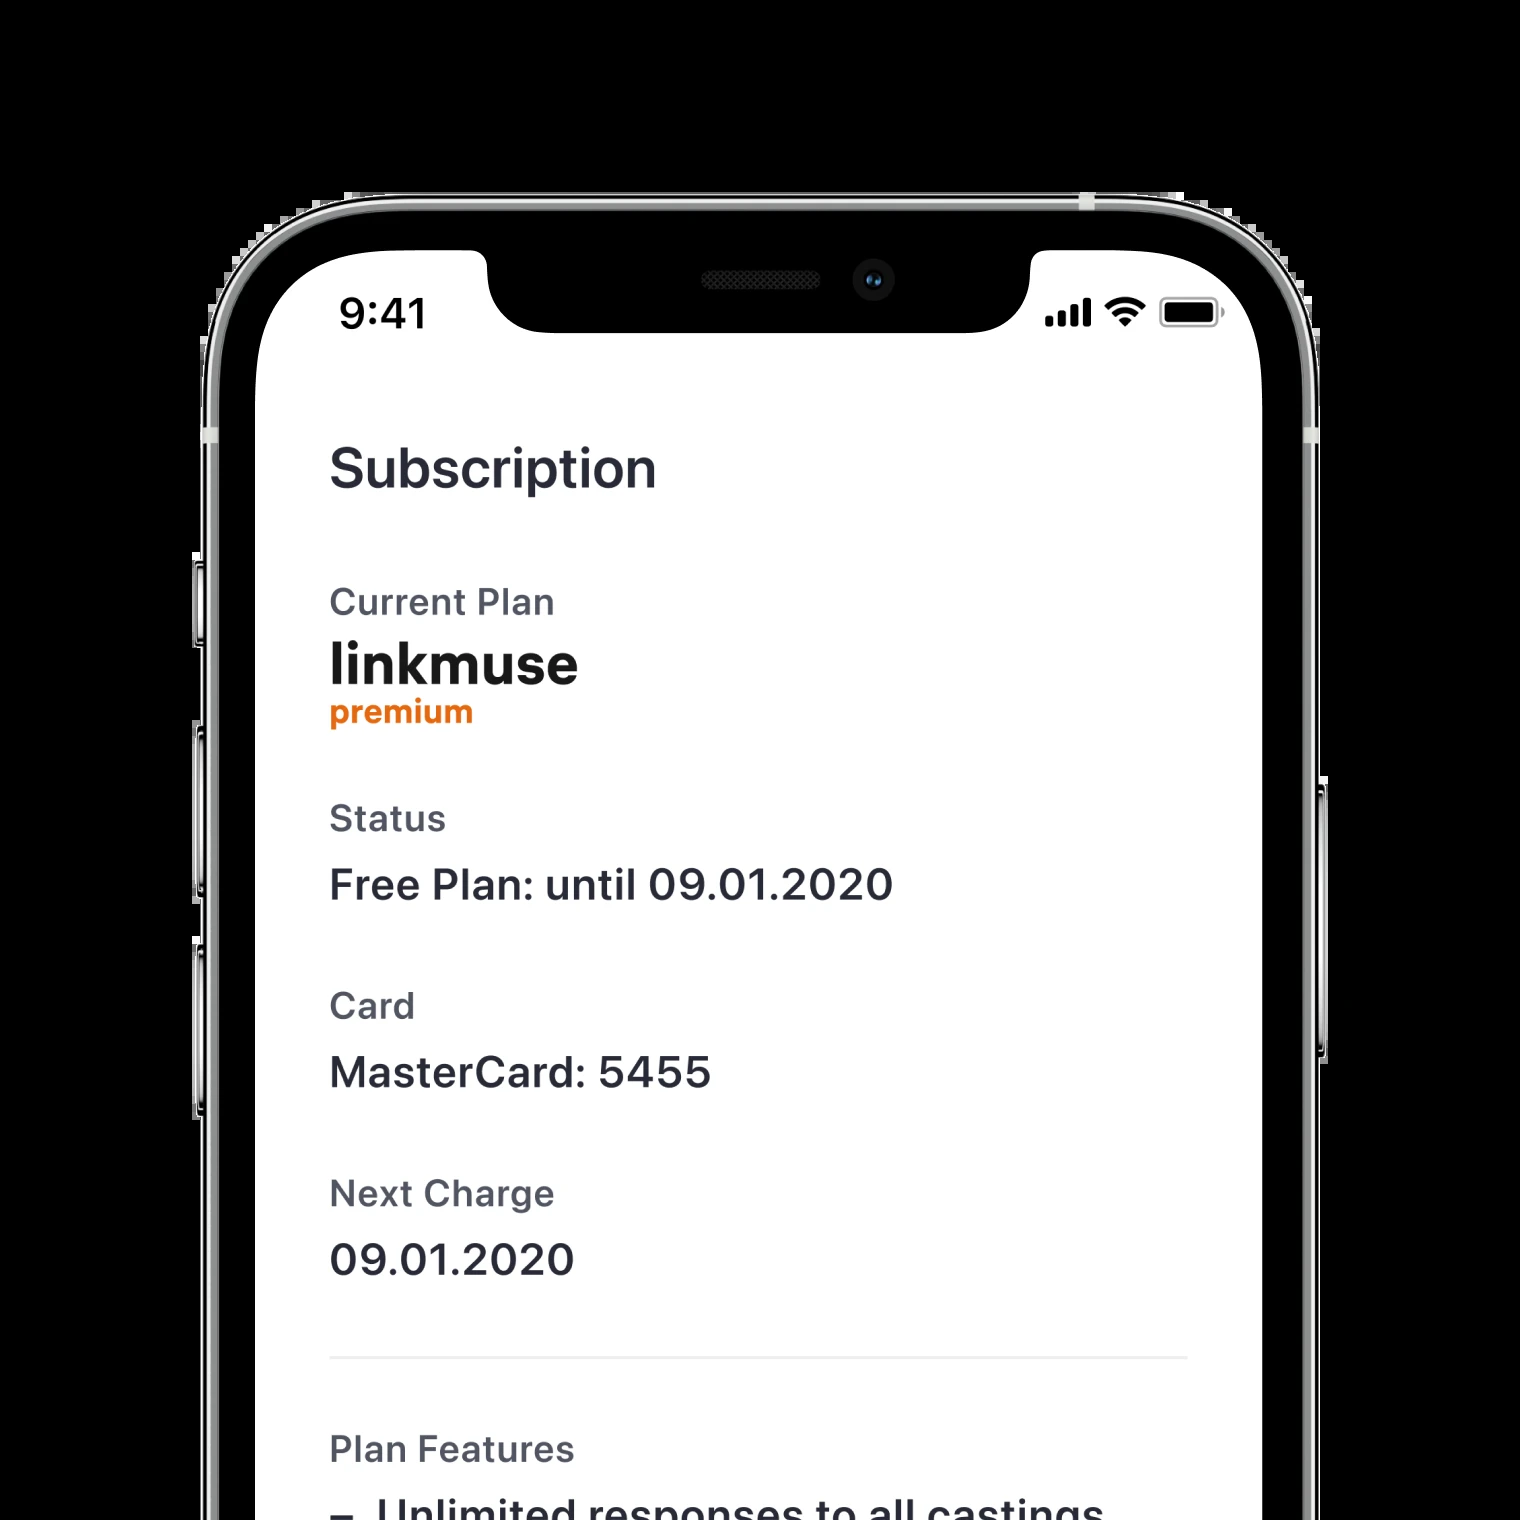 9:41
Subscription
Current Plan
linkmuse
premium
Status
Free Plan: until 09.01.2020
Card
MasterCard: 5455
Next Charge
09.01.2020
Plan Features
– Unlimited responses to all castings